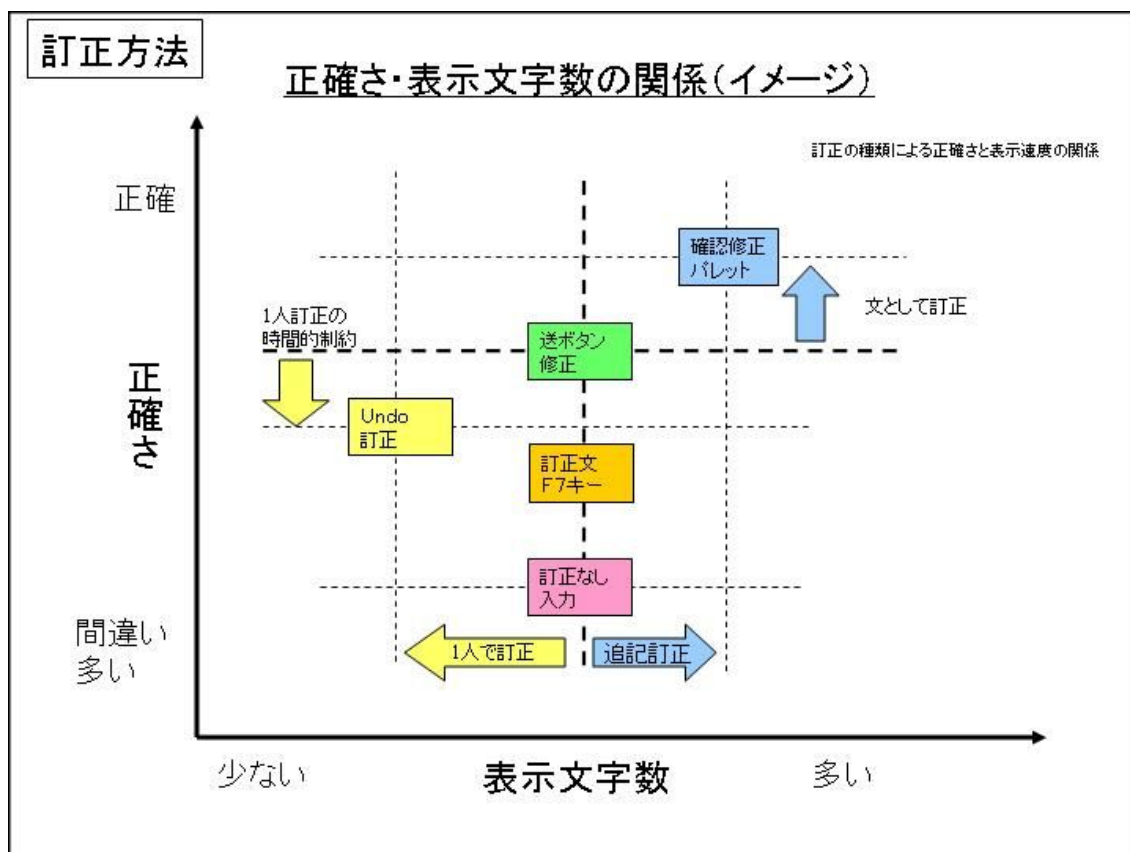 訂正方法
正確さ・表示文字数の関係(イメージ)
訂正の種類による正確さと表示速度の関係
正確
確認修正
パレット
文として訂正
1人訂正の
時間的制約
送ボタン
修正
正確さ
Undo
訂正
訂正文
F7キー
訂正なし
入力
間違い
多い
1人で訂正
追記訂正
少ない
表示文字数
多い